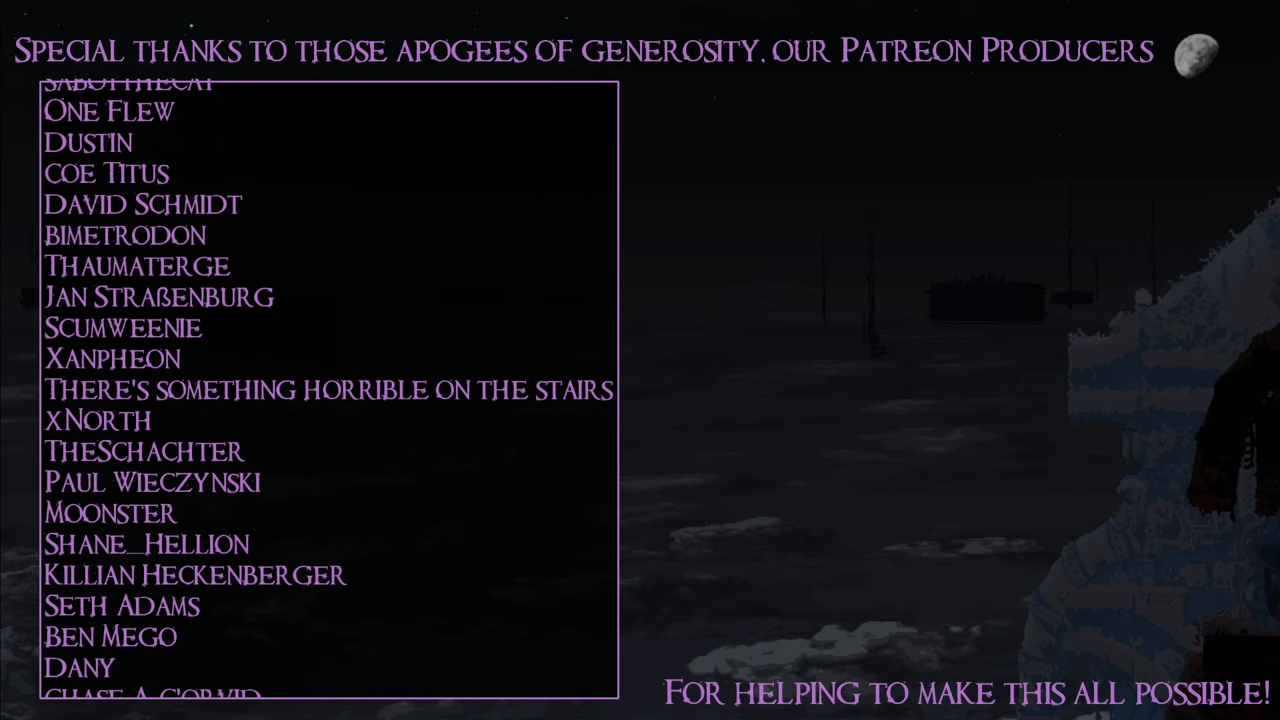 Special thanks to those apogees of generosity, our Patreon Producers
One Flew
Dustin
coe Titus
David Schmidt
bimetrodon
Thaumaterge
Jan Straßenburg
Scumweenie
Xanpheon
There's something horrible on the stairs
xNorth
TheSchachter
Paul Wieczynski
Moonster
Shane_Hellion
Killian Heckenberger
Seth Adams
Ben Mego
Dany
For helping to make this all possible!